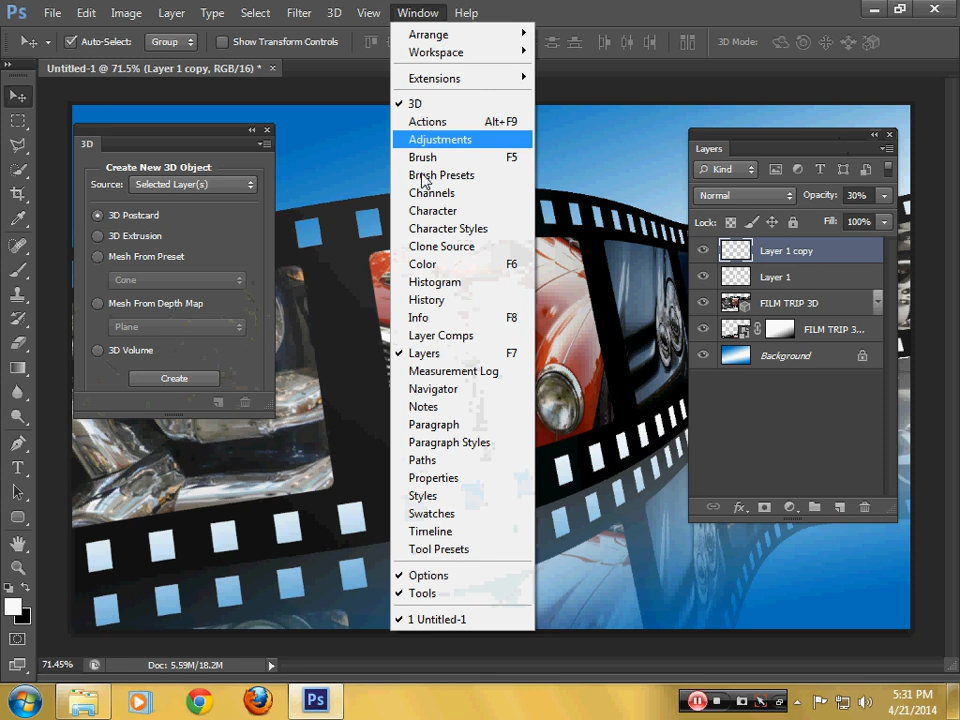 Ps File Edit Image Layer Type Select Filter 3D View Window Help
Auto-Select: Group Show Transform Controls 3D Mode:
Untitled-1 @ 71.5% (Layer 1 copy, RGB/16) * ×
3D
Create New 3D Object
Source: Selected Layer(s)
3D Postcard
3D Extrusion
Mesh From Preset
Cone
Mesh From Depth Map
Plane
3D Volume
Create
Arrange
Workspace
Extensions
3D
Actions Alt+F9
Adjustments
Brush F5
Brush Presets
Channels
Character
Character Styles
Clone Source
Color F6
Histogram
History
Info F8
Layer Comps
Layers F7
Measurement Log
Navigator
Notes
Paragraph
Paragraph Styles
Paths
Properties
Styles
Swatches
Timeline
Tool Presets
Options
Tools
1 Untitled-1
Layers
Kind
Normal Opacity: 30%
Lock: Fill: 100%
Layer 1 copy
Layer 1
FILM TRIP 3D
FILM TRIP 3...
Background
fx
71.45% Doc: 5.59M/18.2M
Ps
5:31 PM
4/21/2014